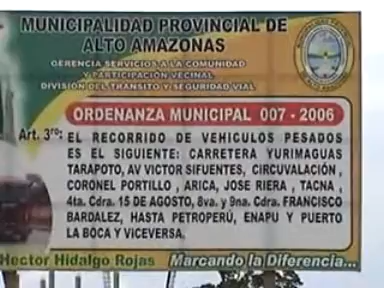 MUNICIPALIDAD PROVINCIAL DE
ALTO AMAZONAS
GERENCIA SERVICIOS A LA COMUNIDAD
Y PARTICIPACIÓN VECINAL
DIVISIÓN DEL TRANSITO Y SEGURIDAD VIAL
ORDENANZA MUNICIPAL 007 - 2006
Art. 3ro: EL RECORRIDO DE VEHICULOS PESADOS
ES EL SIGUIENTE: CARRETERA YURIMAGUAS
TARAPOTO, AV VICTOR SIFUENTES, CIRCUVALACIÓN ,
CORONEL PORTILLO , ARICA, JOSE RIERA , TACNA ,
4ta. Cdra. 15 DE AGOSTO, 8va. y 9na. Cdra. FRANCISCO
BARDALEZ, HASTA PETROPERÚ, ENAPU Y PUERTO
LA BOCA Y VICEVERSA.
Hector Hidalgo Rojas Marcando la Diferencia...